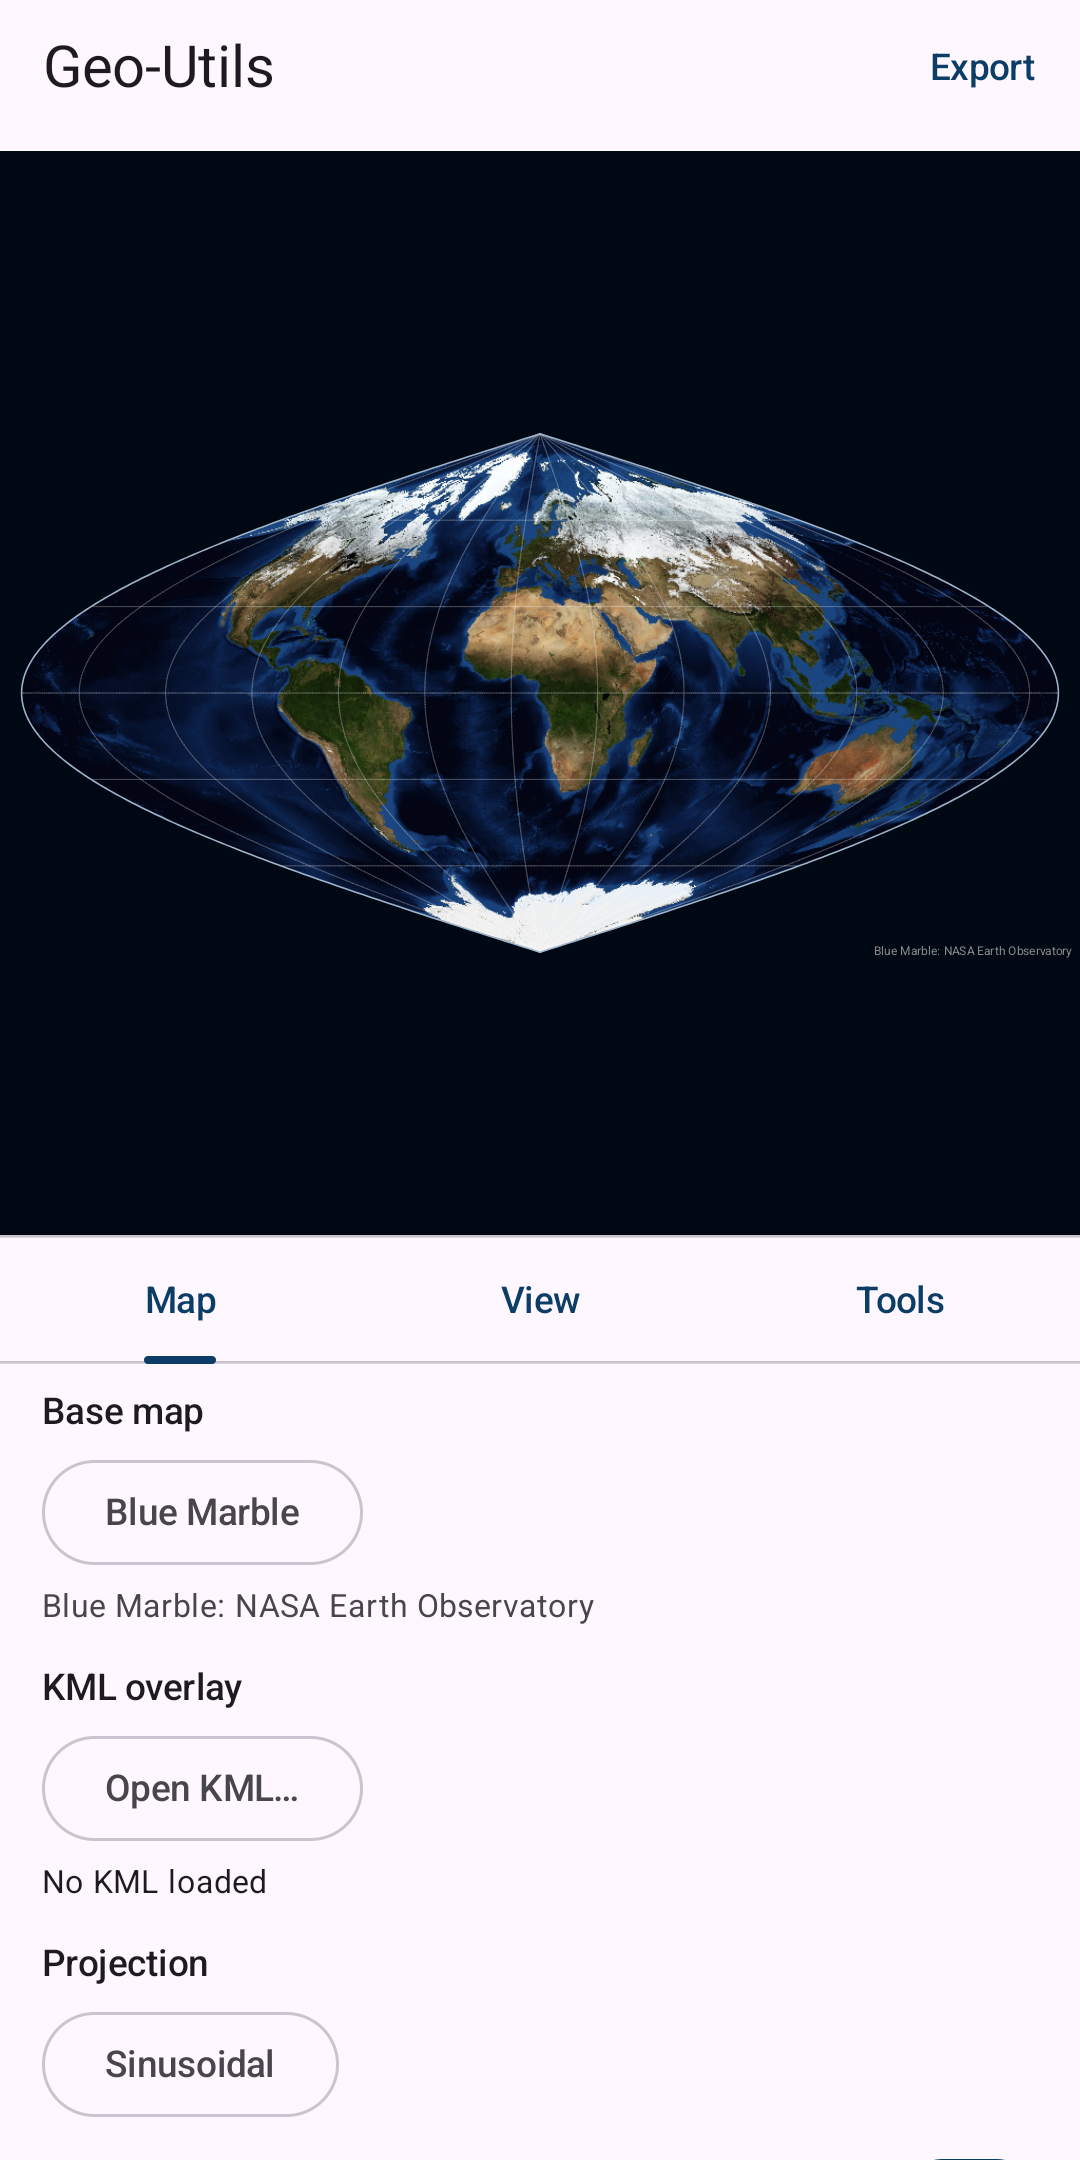 Geo-Utils
Export
Blue Marble: NASA Earth Observatory
Map
View
Tools
Base map
Blue Marble
Blue Marble: NASA Earth Observatory
KML overlay
Open KML...
No KML loaded
Projection
Sinusoidal